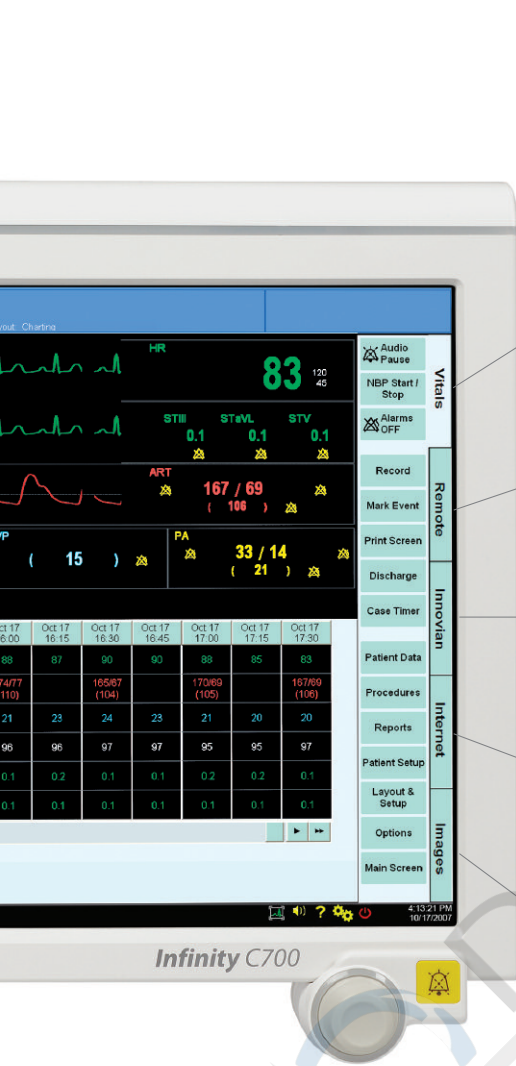 yout: Charting
HR
83
120
45
STIII STaVL STV
0.1 0.1 0.1
ART
167 / 69
( 106 )
VP
( 15 )
PA
33 / 14
( 21 )
Oct 17 Oct 17 Oct 17 Oct 17 Oct 17 Oct 17 Oct 17
16:00 16:15 16:30 16:45 17:00 17:15 17:30
88 87 90 90 88 85 83
74/77 165/67 170/69 167/69
(110) (104) (105) (106)
21 23 24 23 21 20 20
96 96 97 97 95 95 97
0.1 0.2 0.1 0.1 0.2 0.2 0.1
0.1 0.1 0.1 0.1 0.1 0.1 0.1
Audio
Pause
NBP Start /
Stop
Alarms
OFF
Record
Mark Event
Print Screen
Discharge
Case Timer
Patient Data
Procedures
Reports
Patient Setup
Layout &
Setup
Options
Main Screen
Vitals
Remote
Innovian
Internet
Images
?
4:13:21 PM
10/17/2007
Infinity C700